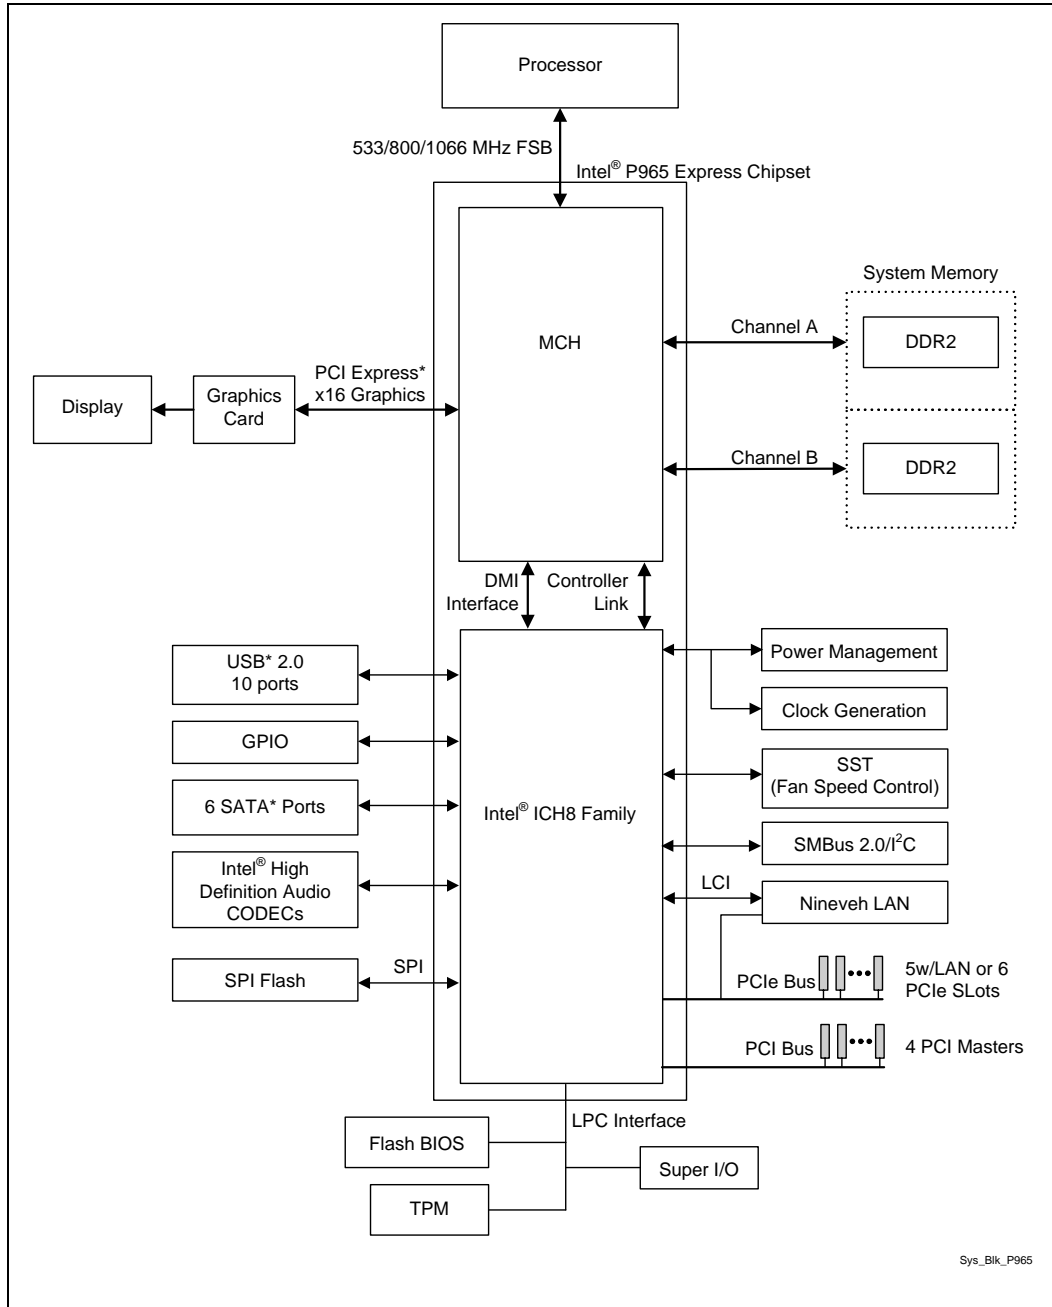 Processor
533/800/1066 MHz FSB
Intel® P965 Express Chipset
System Memory
MCH
Channel A
DDR2
PCI Express*
x16 Graphics
Display
Graphics
Card
Channel B
DDR2
DMI
Interface
Controller
Link
USB* 2.0
10 ports
Power Management
GPIO
Clock Generation
6 SATA* Ports
Intel® ICH8 Family
SST
(Fan Speed Control)
Intel® High
Definition Audio
CODECs
SMBus 2.0/I²C
LCI
Nineveh LAN
SPI Flash
SPI
PCIe Bus
5w/LAN or 6
PCIe SLots
PCI Bus
4 PCI Masters
LPC Interface
Flash BIOS
Super I/O
TPM
Sys_Blk_P965